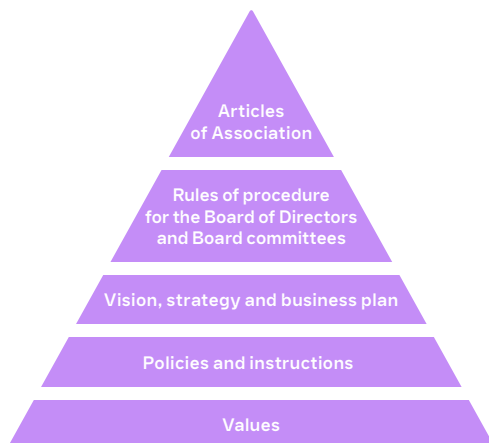 Articles
of Association
Rules of procedure
for the Board of Directors
and Board committees
Vision, strategy and business plan
Policies and instructions
Values